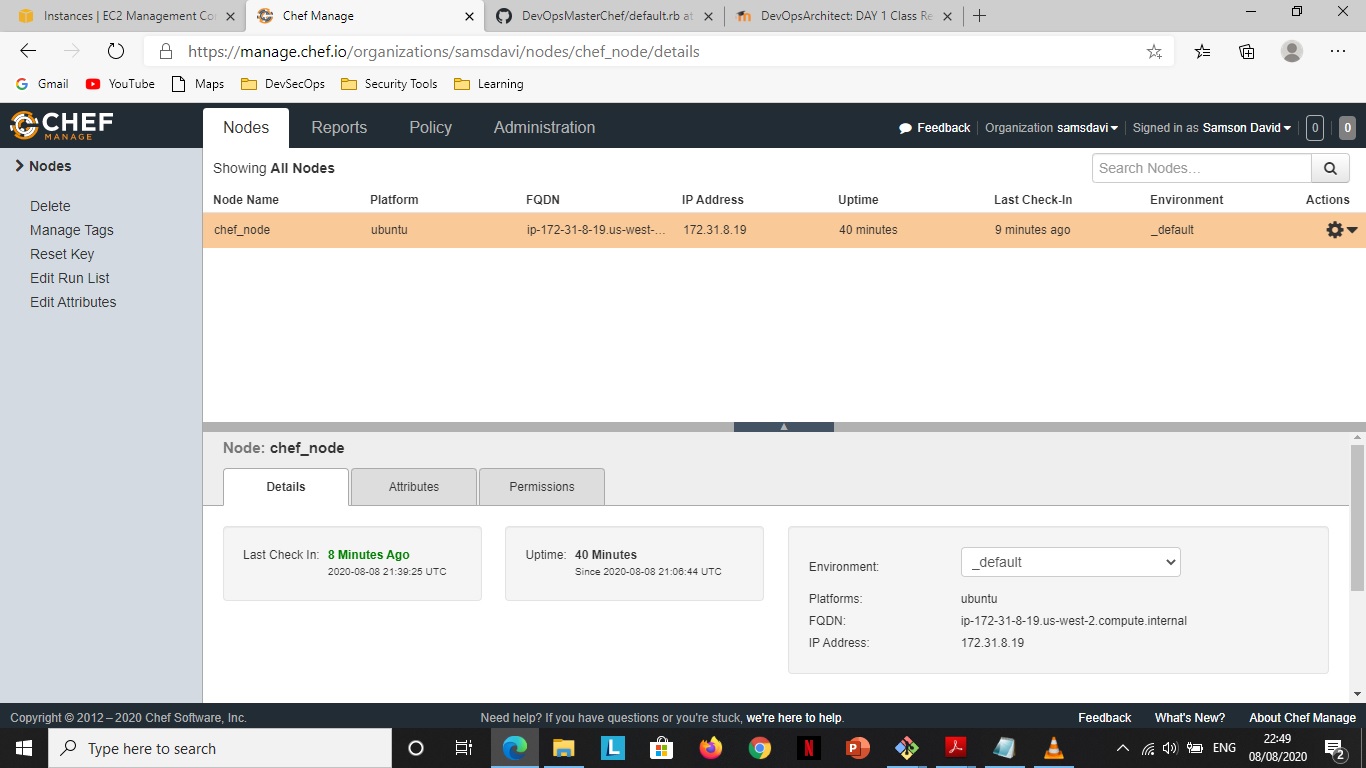 Instances | EC2 Management Co
Chef Manage
DevOpsMasterChef/default.rb at
DevOpsArchitect: DAY 1 Class Re
https://manage.chef.io/organizations/samsdavi/nodes/chef_node/details
Gmail YouTube Maps DevSecOps Security Tools Learning
CHEF
MANAGE
Nodes Reports Policy Administration
Feedback Organization samsdavi Signed in as Samson David 0 0
Nodes
Delete
Manage Tags
Reset Key
Edit Run List
Edit Attributes
Showing All Nodes
Search Nodes...
Node Name Platform FQDN IP Address Uptime Last Check-In Environment Actions
chef_node ubuntu ip-172-31-8-19.us-west-... 172.31.8.19 40 minutes 9 minutes ago _default
Node: chef_node
Details Attributes Permissions
Last Check In: 8 Minutes Ago
2020-08-08 21:39:25 UTC
Uptime: 40 Minutes
Since 2020-08-08 21:06:44 UTC
Environment: _default
Platforms: ubuntu
FQDN: ip-172-31-8-19.us-west-2.compute.internal
IP Address: 172.31.8.19
Copyright © 2012 – 2020 Chef Software, Inc.
Need help? If you have questions or you're stuck, we're here to help.
Feedback What's New? About Chef Manage
Type here to search
L
N
P
ENG
22:49
08/08/2020
2